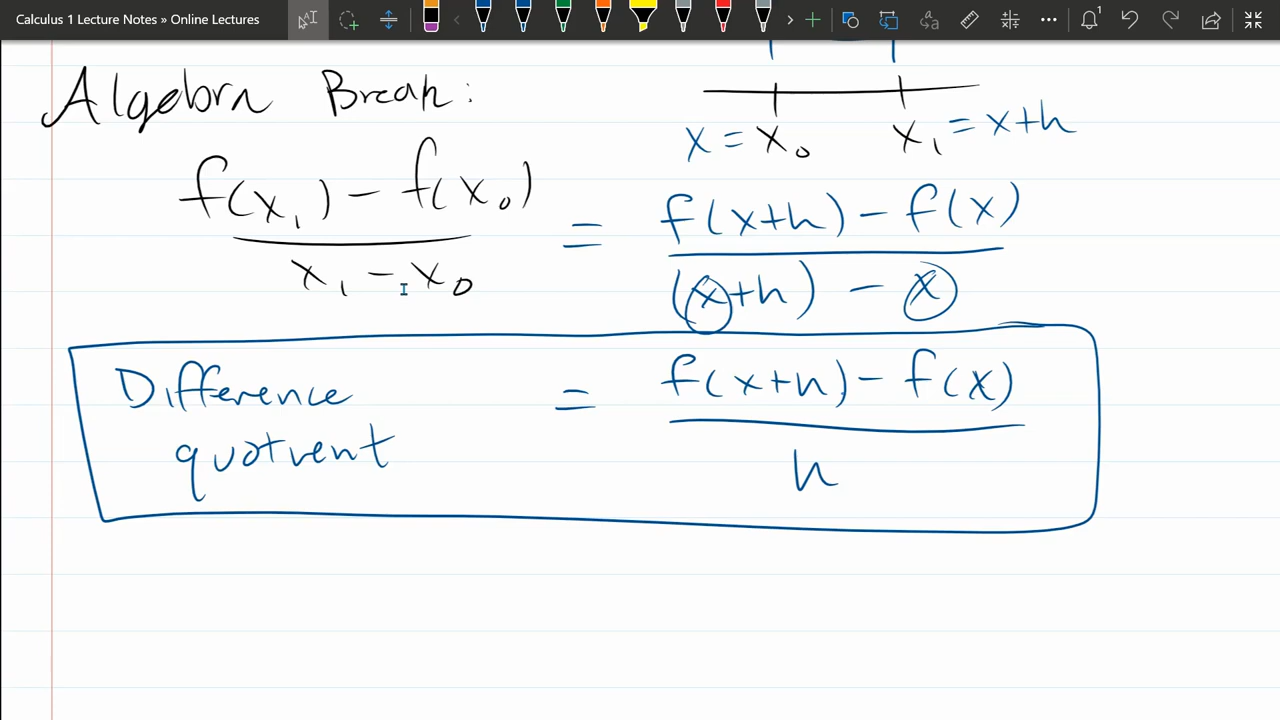 Calculus 1 Lecture Notes » Online Lectures
Algebra Break:
x = x₀ x₁ = x+h
f(x₁) − f(x₀) / x₁ − x₀ = f(x+h) − f(x) / (x+h) − x
Difference quotient = f(x+h) − f(x) / h